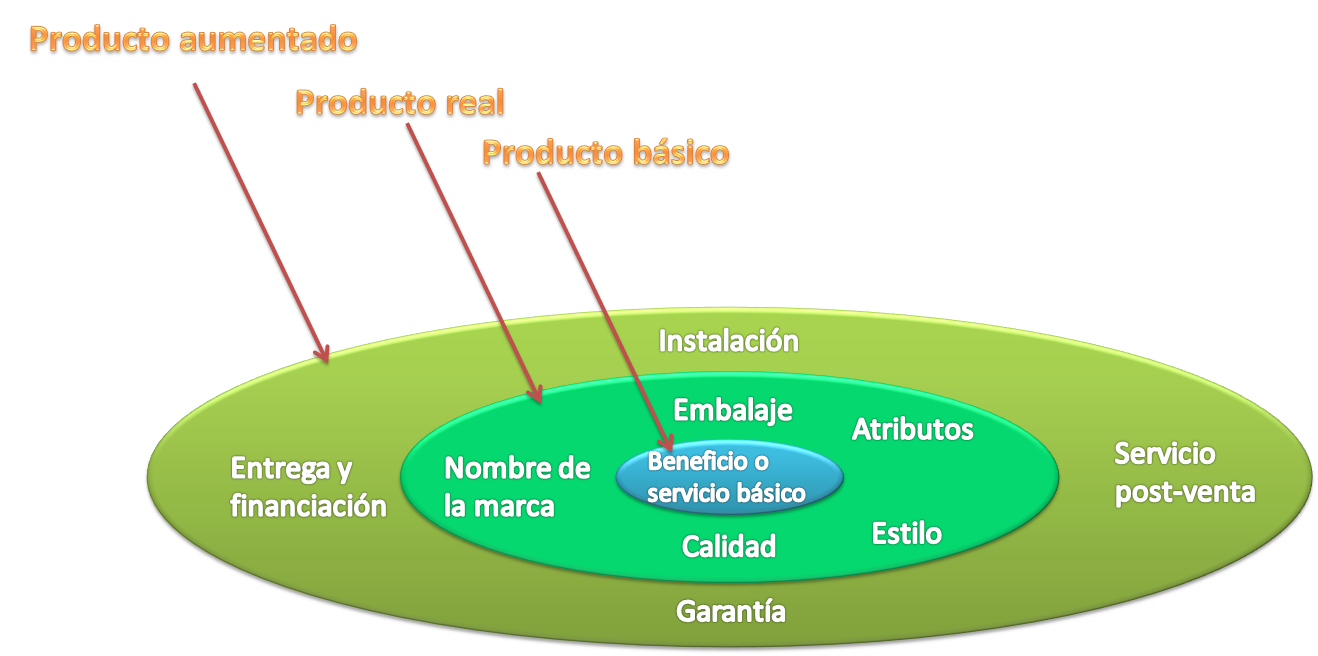 Producto aumentado
Producto real
Producto básico
Instalación
Embalaje
Atributos
Entrega y
financiación
Nombre de
la marca
Beneficio o
servicio básico
Servicio
post-venta
Calidad
Estilo
Garantía